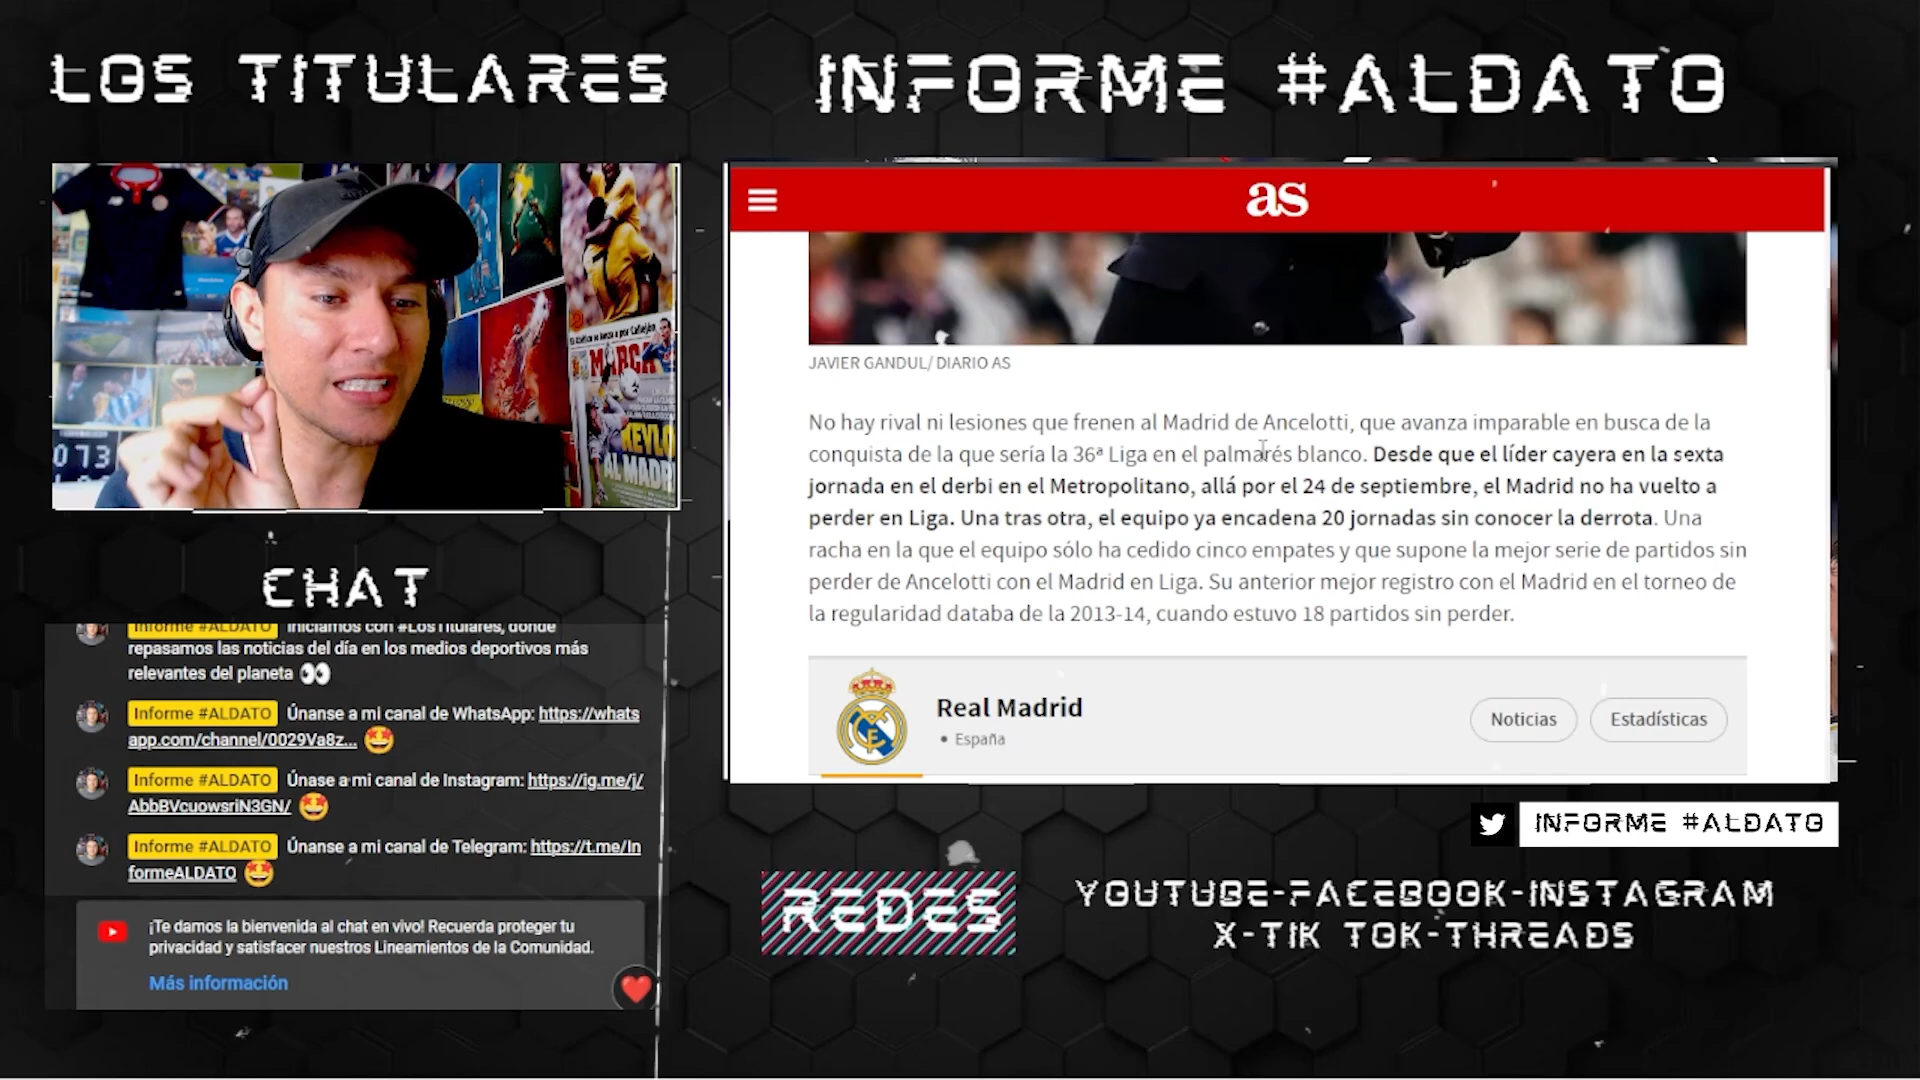 LOS TITULARES
INFORME #ALDATO
as
MARCA
KEYLO
AL MADR
073
JAVIER GANDUL/ DIARIO AS
No hay rival ni lesiones que frenen al Madrid de Ancelotti, que avanza imparable en busca de la
conquista de la que sería la 36ª Liga en el palmarés blanco. Desde que el líder cayera en la sexta
jornada en el derbi en el Metropolitano, allá por el 24 de septiembre, el Madrid no ha vuelto a
perder en Liga. Una tras otra, el equipo ya encadena 20 jornadas sin conocer la derrota. Una
racha en la que el equipo sólo ha cedido cinco empates y que supone la mejor serie de partidos sin
perder de Ancelotti con el Madrid en Liga. Su anterior mejor registro con el Madrid en el torneo de
la regularidad databa de la 2013-14, cuando estuvo 18 partidos sin perder.
Real Madrid
• España
Noticias
Estadísticas
CHAT
Informe #ALDATO Iniciamos con #LosTitulares, donde
repasamos las noticias del día en los medios deportivos más
relevantes del planeta 👀
Informe #ALDATO Únanse a mi canal de WhatsApp: https://whats
app.com/channel/0029Va8z... 🤩
Informe #ALDATO Únase a mi canal de Instagram: https://ig.me/j/
AbbBVcuowsriN3GN/ 🤩
Informe #ALDATO Únanse a mi canal de Telegram: https://t.me/In
formeALDATO 🤩
¡Te damos la bienvenida al chat en vivo! Recuerda proteger tu
privacidad y satisfacer nuestros Lineamientos de la Comunidad.
Más información
INFORME #ALDATO
REDES
YOUTUBE-FACEBOOK-INSTAGRAM
X-TIK TOK-THREADS